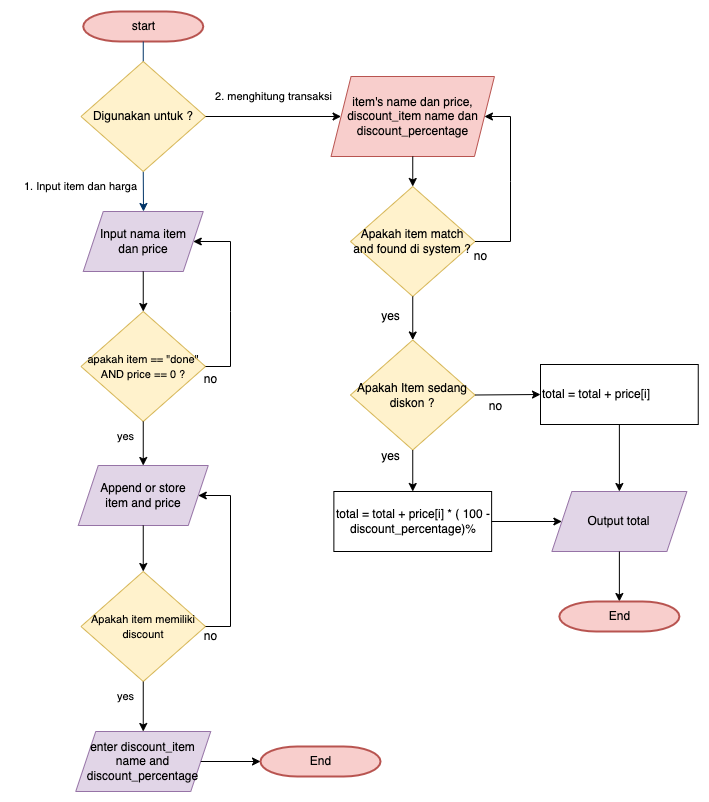 start
Digunakan untuk ?
2. menghitung transaksi
item's name dan price,
discount_item name dan
discount_percentage
1. Input item dan harga
Input nama item
dan price
Apakah item match
and found di system ?
no
yes
apakah item == "done"
AND price == 0 ?
no
yes
Apakah Item sedang
diskon ?
no
total = total + price[i]
yes
Append or store
item and price
total = total + price[i] * ( 100 -
discount_percentage)%
Output total
Apakah item memiliki
discount
no
End
yes
enter discount_item
name and
discount_percentage
End